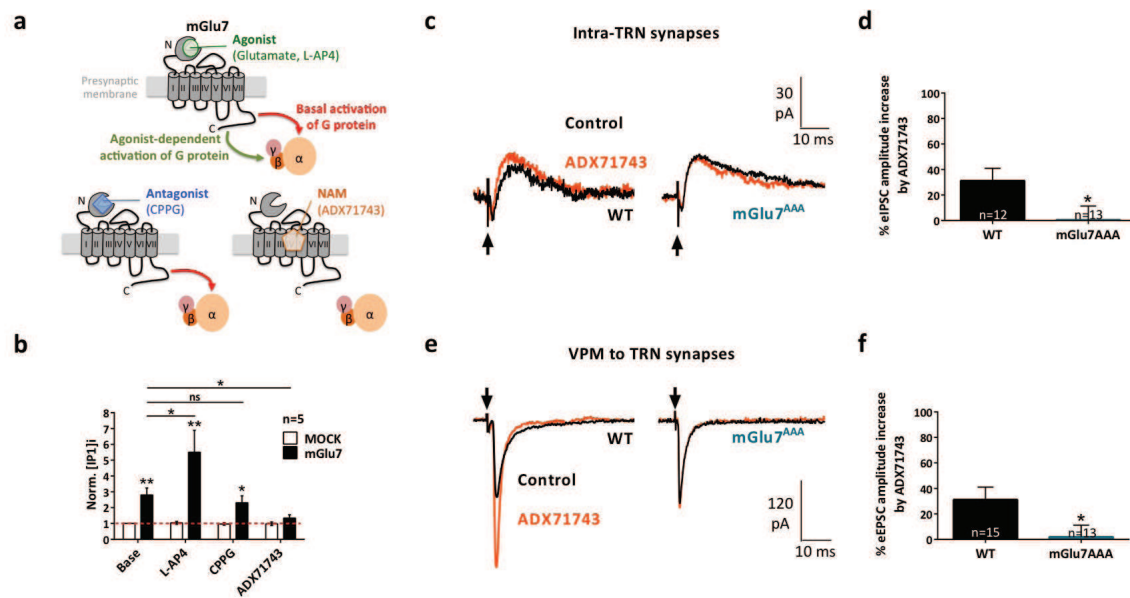 a
mGlu7
N
Agonist
(Glutamate, L-AP4)
Presynaptic
membrane
I II III IV V VI VII
C
Basal activation
of G protein
Agonist-dependent
activation of G protein
γ
β
α
Antagonist
(CPPG)
N
I II III IV V VI VII
C
γ
β
α
NAM
(ADX71743)
N
I II III VI VII
C
γ
β
α
b
*
ns
*
n=5
MOCK
mGlu7
Norm. [IP1]i
8
7
6
5
4
3
2
1
0
**
**
*
Base
L-AP4
CPPG
ADX71743
c
Intra-TRN synapses
30
pA
10 ms
Control
ADX71743
WT
mGlu7AAA
d
% eIPSC amplitude increase
by ADX71743
100
80
60
40
20
0
n=12
*
n=13
WT
mGlu7AAA
e
VPM to TRN synapses
WT
mGlu7AAA
Control
ADX71743
120
pA
10 ms
f
% eEPSC amplitude increase
by ADX71743
100
80
60
40
20
0
n=15
*
n=13
WT
mGlu7AAA